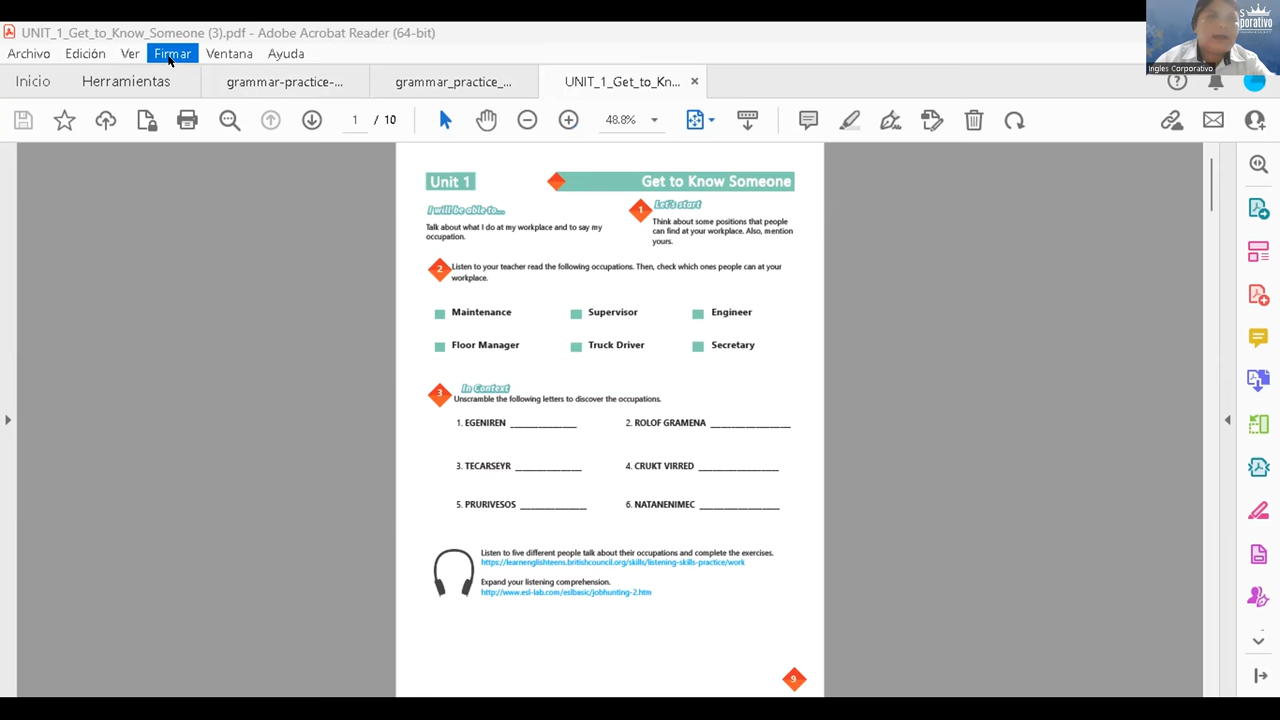 UNIT_1_Get_to_Know_Someone (3).pdf - Adobe Acrobat Reader (64-bit)
Archivo Edición Ver Firmar Ventana Ayuda
Inicio Herramientas grammar-practice-... grammar_practice_... UNIT_1_Get_to_Kn... ×
1 / 10 48.8%
Ingles Corporativo
Unit 1 Get to Know Someone
I will be able to...
Talk about what I do at my workplace and to say my
occupation.
1 Let's start
Think about some positions that people
can find at your workplace. Also, mention
yours.
2 Listen to your teacher read the following occupations. Then, check which ones people can at your
workplace.
Maintenance Supervisor Engineer
Floor Manager Truck Driver Secretary
3 In Context
Unscramble the following letters to discover the occupations.
1. EGENIREN ______________ 2. ROLOF GRAMENA _________________
3. TECARSEYR ______________ 4. CRUKT VIRRED _________________
5. PRURIVESOS ______________ 6. NATANENIMEC _________________
Listen to five different people talk about their occupations and complete the exercises.
https://learnenglishteens.britishcouncil.org/skills/listening-skills-practice/work
Expand your listening comprehension.
http://www.esl-lab.com/eslbasic/jobhunting-2.htm
9